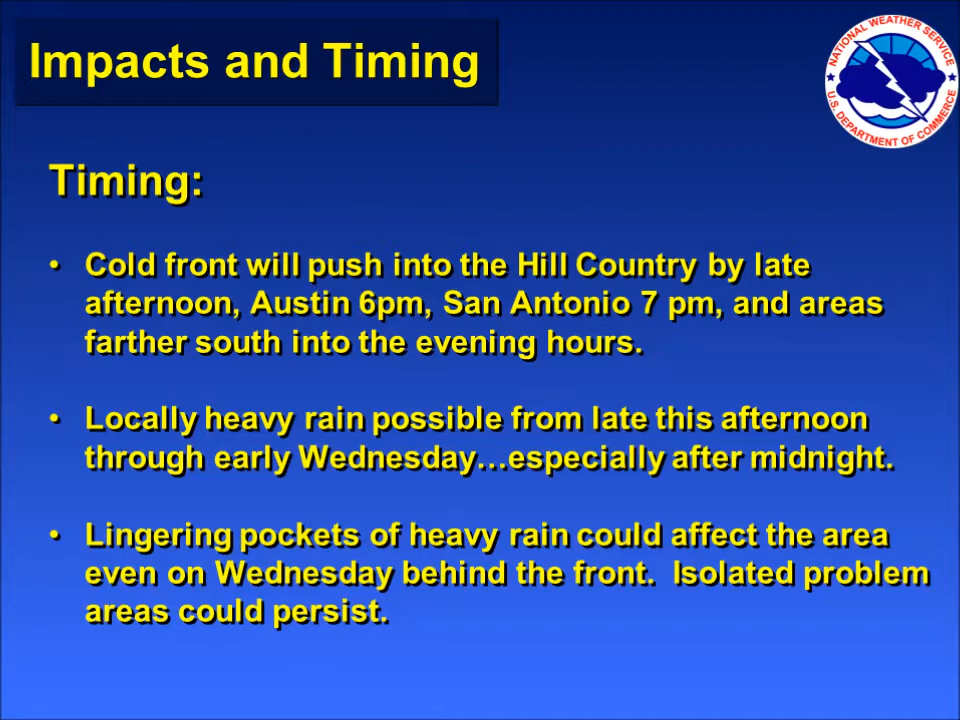 Impacts and Timing
NATIONAL WEATHER SERVICE
U.S. DEPARTMENT OF COMMERCE
Timing:
• Cold front will push into the Hill Country by late
afternoon, Austin 6pm, San Antonio 7 pm, and areas
farther south into the evening hours.
• Locally heavy rain possible from late this afternoon
through early Wednesday…especially after midnight.
• Lingering pockets of heavy rain could affect the area
even on Wednesday behind the front.  Isolated problem
areas could persist.